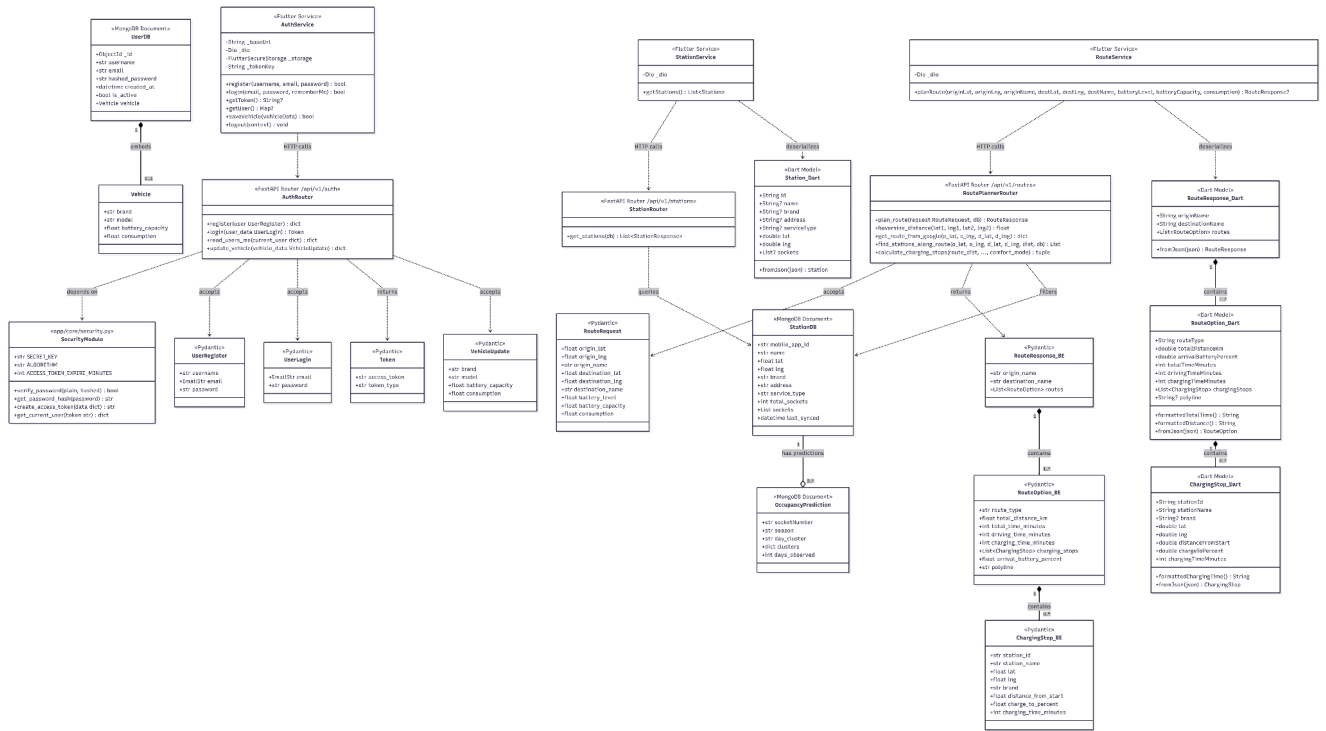 «MongoDB Document»
UserDB
+ObjectId _id
+str username
+str email
+str hashed_password
+datetime created_at
+bool is_active
+Vehicle vehicle
1
embeds
0..1
Vehicle
+str brand
+str model
+float battery_capacity
+float consumption
«Flutter Service»
AuthService
-String _baseUrl
-Dio _dio
-FlutterSecureStorage _storage
-String _tokenKey
+register(username, email, password) : bool
+login(email, password, rememberMe) : bool
+getToken() : String?
+getUser() : Map?
+saveVehicle(vehicleData) : bool
+logout(context) : void
HTTP calls
«FastAPI Router /api/v1/auth»
AuthRouter
+register(user UserRegister) : dict
+login(user_data UserLogin) : Token
+read_users_me(current_user dict) : dict
+update_vehicle(vehicle_data VehicleUpdate) : dict
depends on
accepts
accepts
returns
accepts
«app/core/security.py»
SecurityModule
+str SECRET_KEY
+str ALGORITHM
+int ACCESS_TOKEN_EXPIRE_MINUTES
+verify_password(plain, hashed) : bool
+get_password_hash(password) : str
+create_access_token(data dict) : str
+get_current_user(token str) : dict
«Pydantic»
UserRegister
+str username
+EmailStr email
+str password
«Pydantic»
UserLogin
+EmailStr email
+str password
«Pydantic»
Token
+str access_token
+str token_type
«Pydantic»
VehicleUpdate
+str brand
+str model
+float battery_capacity
+float consumption
«Flutter Service»
StationService
-Dio _dio
+getStations() : List<Station>
HTTP calls
deserializes
«FastAPI Router /api/v1/stations»
StationRouter
+get_stations(db) : List<StationResponse>
«Dart Model»
Station_Dart
+String id
+String? name
+String? brand
+String? address
+String? serviceType
+double lat
+double lng
+List? sockets
+fromJson(json) : Station
queries
«Flutter Service»
RouteService
-Dio _dio
+planRoute(originLat, originLng, originName, destLat, destLng, destName, batteryLevel, batteryCapacity, consumption) : RouteResponse?
HTTP calls
deserializes
«FastAPI Router /api/v1/routes»
RoutePlannerRouter
+plan_route(request RouteRequest, db) : RouteResponse
+haversine_distance(lat1, lng1, lat2, lng2) : float
+get_route_from_google(o_lat, o_lng, d_lat, d_lng) : dict
+find_stations_along_route(o_lat, o_lng, d_lat, d_lng, dist, db) : List
+calculate_charging_stops(route_dist, ..., comfort_mode) : tuple
accepts
returns
filters
«Pydantic»
RouteRequest
+float origin_lat
+float origin_lng
+str origin_name
+float destination_lat
+float destination_lng
+str destination_name
+float battery_level
+float battery_capacity
+float consumption
«MongoDB Document»
StationDB
+str mobile_app_id
+str name
+float lat
+float lng
+str brand
+str address
+str service_type
+int total_sockets
+List sockets
+datetime last_synced
1
has predictions
0..*
«MongoDB Document»
OccupancyPrediction
+str socketNumber
+str season
+str day_cluster
+dict clusters
+int days_observed
«Pydantic»
RouteResponse_BE
+str origin_name
+str destination_name
+List<RouteOption> routes
1
contains
0..*
«Pydantic»
RouteOption_BE
+str route_type
+float total_distance_km
+int total_time_minutes
+int driving_time_minutes
+int charging_time_minutes
+List<ChargingStop> charging_stops
+float arrival_battery_percent
+str polyline
1
contains
0..*
«Pydantic»
ChargingStop_BE
+str station_id
+str station_name
+float lat
+float lng
+str brand
+float distance_from_start
+float charge_to_percent
+int charging_time_minutes
«Dart Model»
RouteResponse_Dart
+String originName
+String destinationName
+List<RouteOption> routes
+fromJson(json) : RouteResponse
1
contains
0..*
«Dart Model»
RouteOption_Dart
+String routeType
+double totalDistanceKm
+double arrivalBatteryPercent
+int totalTimeMinutes
+int drivingTimeMinutes
+int chargingTimeMinutes
+List<ChargingStop> chargingStops
+String? polyline
+formattedTotalTime() : String
+formattedDistance() : String
+fromJson(json) : RouteOption
1
contains
0..*
«Dart Model»
ChargingStop_Dart
+String stationId
+String stationName
+String? brand
+double lat
+double lng
+double distanceFromStart
+double chargeToPercent
+int chargingTimeMinutes
+formattedChargingTime() : String
+fromJson(json) : ChargingStop